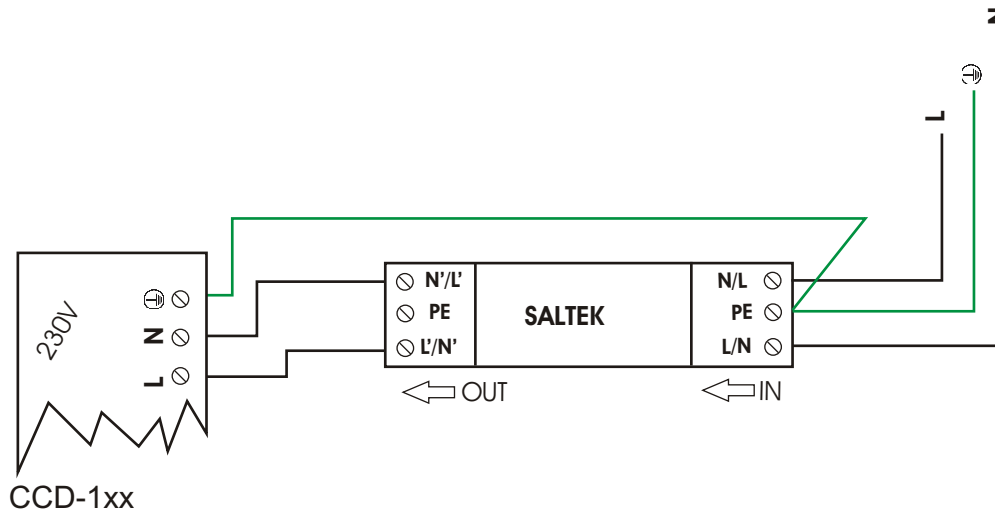 L
230V
N
L
N'/L'
PE
L'/N'
SALTEK
N/L
PE
L/N
OUT
IN
CCD-1xx